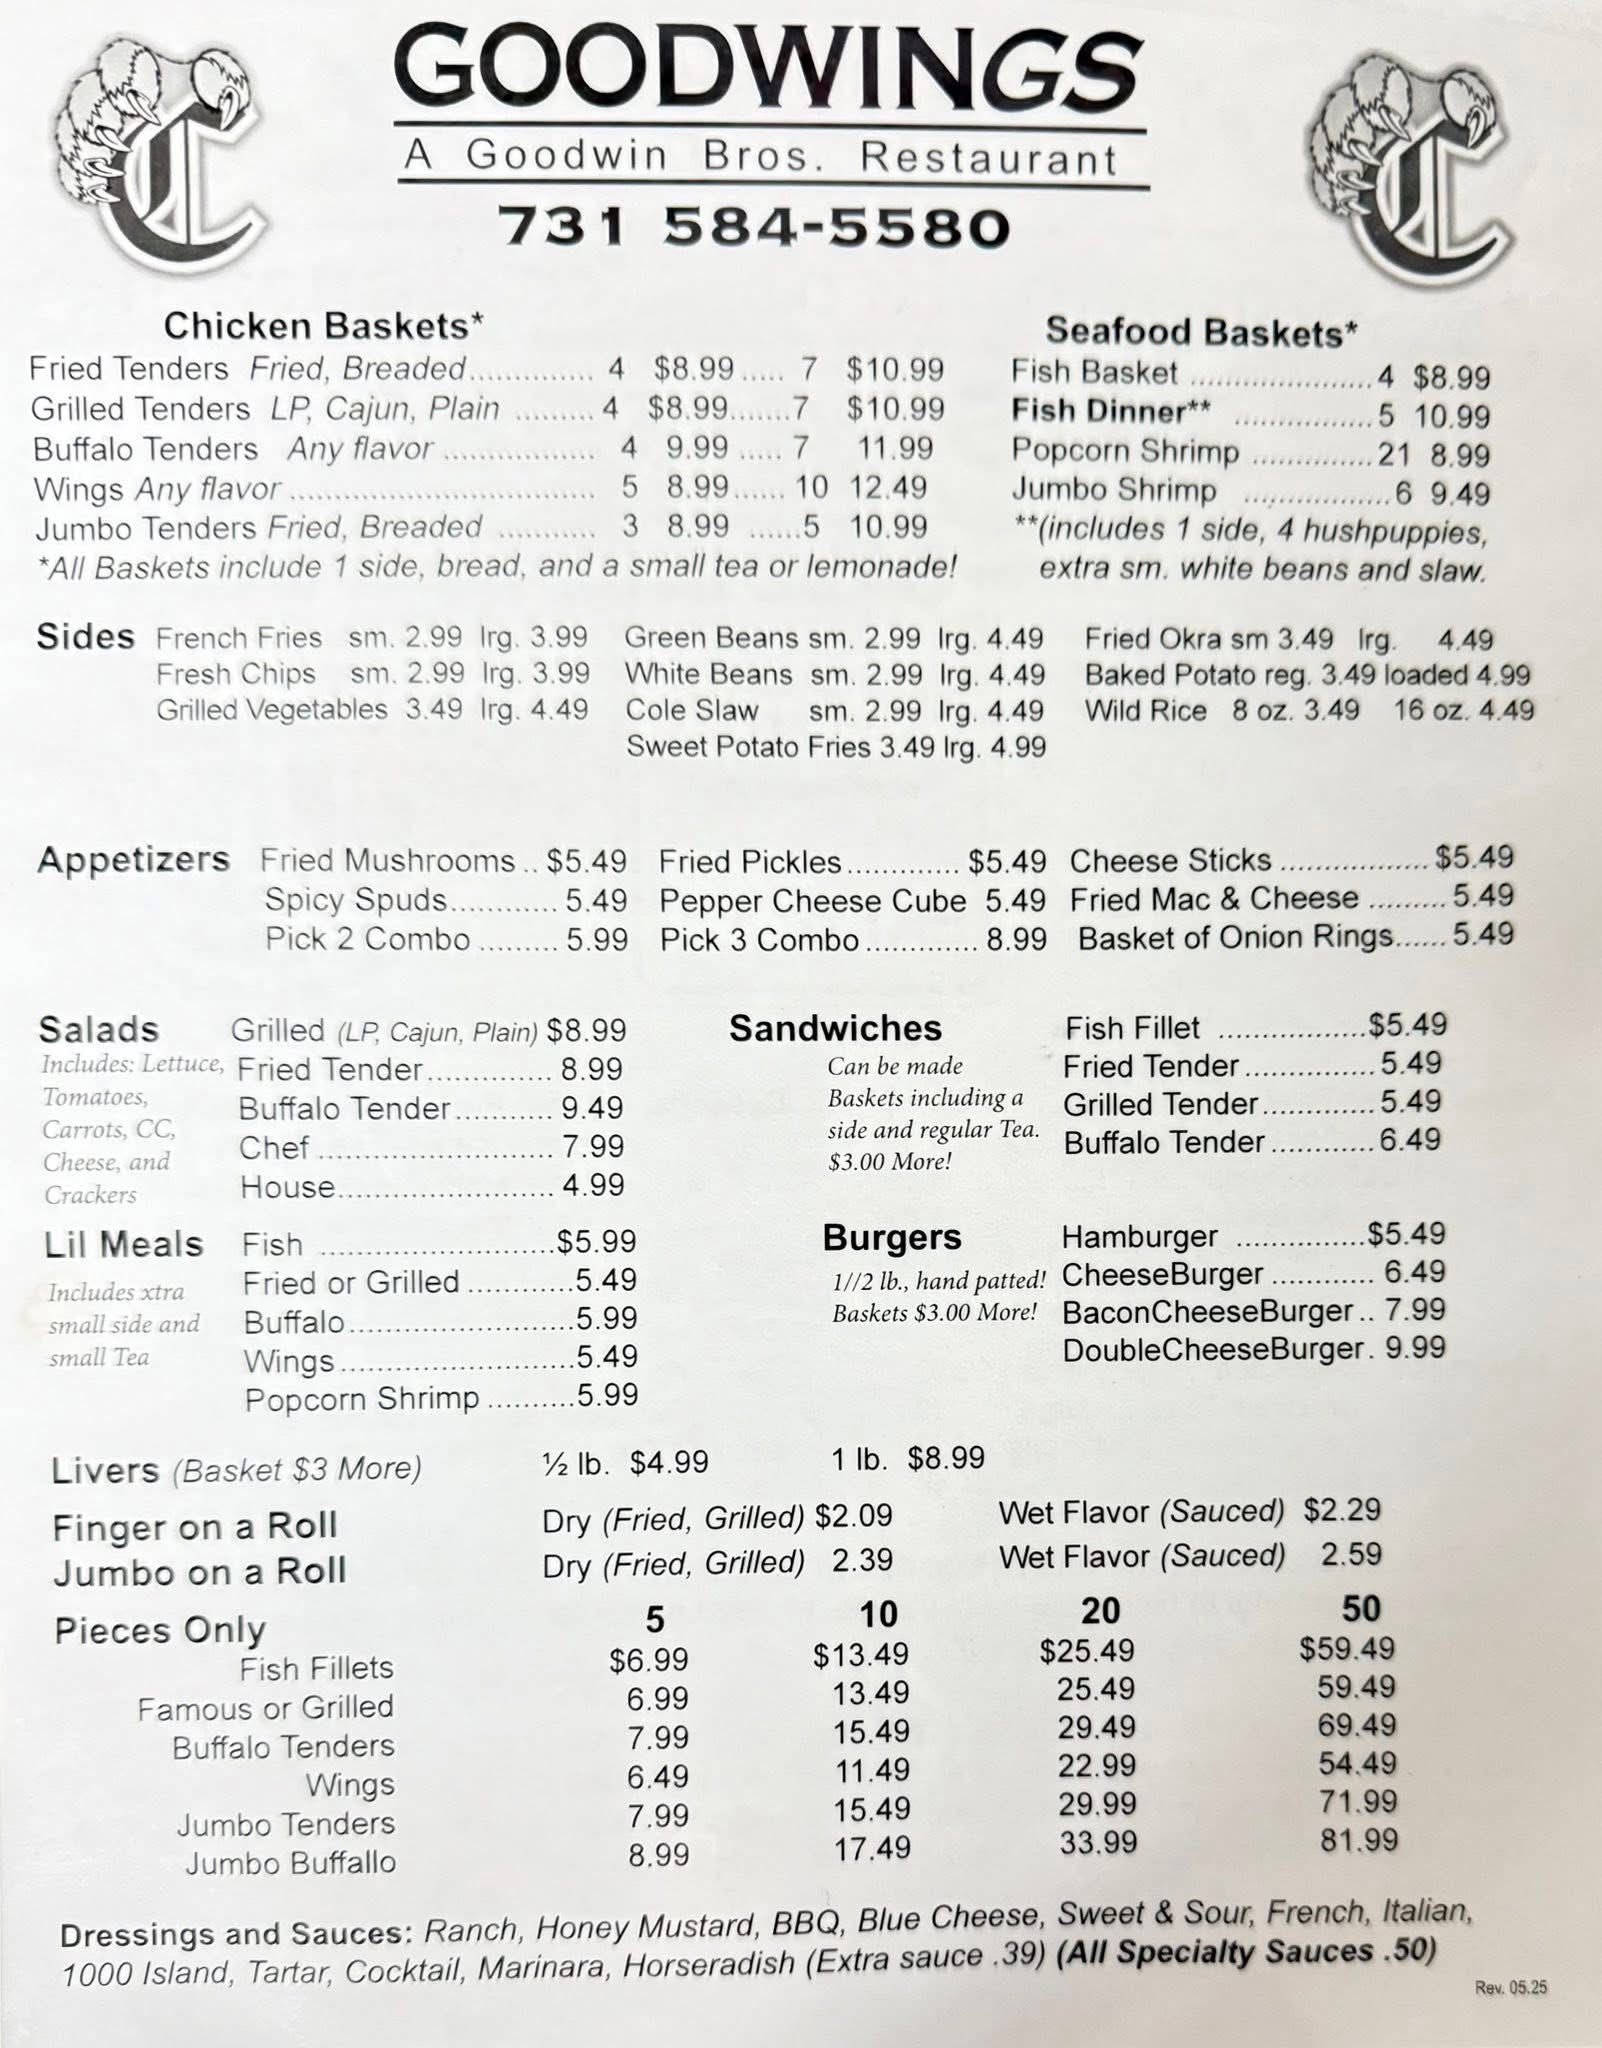 GOODWINGS
A Goodwin Bros. Restaurant
731 584-5580
Chicken Baskets*
Fried Tenders Fried, Breaded.............. 4 $8.99..... 7 $10.99
Grilled Tenders LP, Cajun, Plain .......... 4 $8.99.......7 $10.99
Buffalo Tenders Any flavor ................. 4 9.99 ..... 7 11.99
Wings Any flavor.................................. 5 8.99...... 10 12.49
Jumbo Tenders Fried, Breaded ........... 3 8.99 ......5 10.99
*All Baskets include 1 side, bread, and a small tea or lemonade!
Seafood Baskets*
Fish Basket ....................4 $8.99
Fish Dinner** ...............5 10.99
Popcorn Shrimp .............21 8.99
Jumbo Shrimp ................6 9.49
**(includes 1 side, 4 hushpuppies,
extra sm. white beans and slaw.
Sides
French Fries sm. 2.99 lrg. 3.99
Fresh Chips sm. 2.99 lrg. 3.99
Grilled Vegetables 3.49 lrg. 4.49
Green Beans sm. 2.99 lrg. 4.49
White Beans sm. 2.99 lrg. 4.49
Cole Slaw sm. 2.99 lrg. 4.49
Sweet Potato Fries 3.49 lrg. 4.99
Fried Okra sm 3.49 lrg. 4.49
Baked Potato reg. 3.49 loaded 4.99
Wild Rice 8 oz. 3.49 16 oz. 4.49
Appetizers
Fried Mushrooms .. $5.49 Fried Pickles............. $5.49 Cheese Sticks ................. $5.49
Spicy Spuds............ 5.49 Pepper Cheese Cube 5.49 Fried Mac & Cheese ......... 5.49
Pick 2 Combo ......... 5.99 Pick 3 Combo............. 8.99 Basket of Onion Rings...... 5.49
Salads
Includes: Lettuce,
Tomatoes,
Carrots, CC,
Cheese, and
Crackers
Grilled (LP, Cajun, Plain) $8.99
Fried Tender.............. 8.99
Buffalo Tender........... 9.49
Chef .......................... 7.99
House........................ 4.99
Sandwiches
Can be made
Baskets including a
side and regular Tea.
$3.00 More!
Fish Fillet ................$5.49
Fried Tender.............. 5.49
Grilled Tender............ 5.49
Buffalo Tender ........... 6.49
Lil Meals
Includes xtra
small side and
small Tea
Fish .........................$5.99
Fried or Grilled ............5.49
Buffalo.........................5.99
Wings..........................5.49
Popcorn Shrimp ..........5.99
Burgers
1//2 lb., hand patted!
Baskets $3.00 More!
Hamburger ..............$5.49
CheeseBurger ........... 6.49
BaconCheeseBurger.. 7.99
DoubleCheeseBurger. 9.99
Livers (Basket $3 More) ½ lb. $4.99 1 lb. $8.99
Finger on a Roll Dry (Fried, Grilled) $2.09 Wet Flavor (Sauced) $2.29
Jumbo on a Roll Dry (Fried, Grilled) 2.39 Wet Flavor (Sauced) 2.59
Pieces Only 5 10 20 50
Fish Fillets $6.99 $13.49 $25.49 $59.49
Famous or Grilled 6.99 13.49 25.49 59.49
Buffalo Tenders 7.99 15.49 29.49 69.49
Wings 6.49 11.49 22.99 54.49
Jumbo Tenders 7.99 15.49 29.99 71.99
Jumbo Buffallo 8.99 17.49 33.99 81.99
Dressings and Sauces: Ranch, Honey Mustard, BBQ, Blue Cheese, Sweet & Sour, French, Italian,
1000 Island, Tartar, Cocktail, Marinara, Horseradish (Extra sauce .39) (All Specialty Sauces .50)
Rev. 05.25